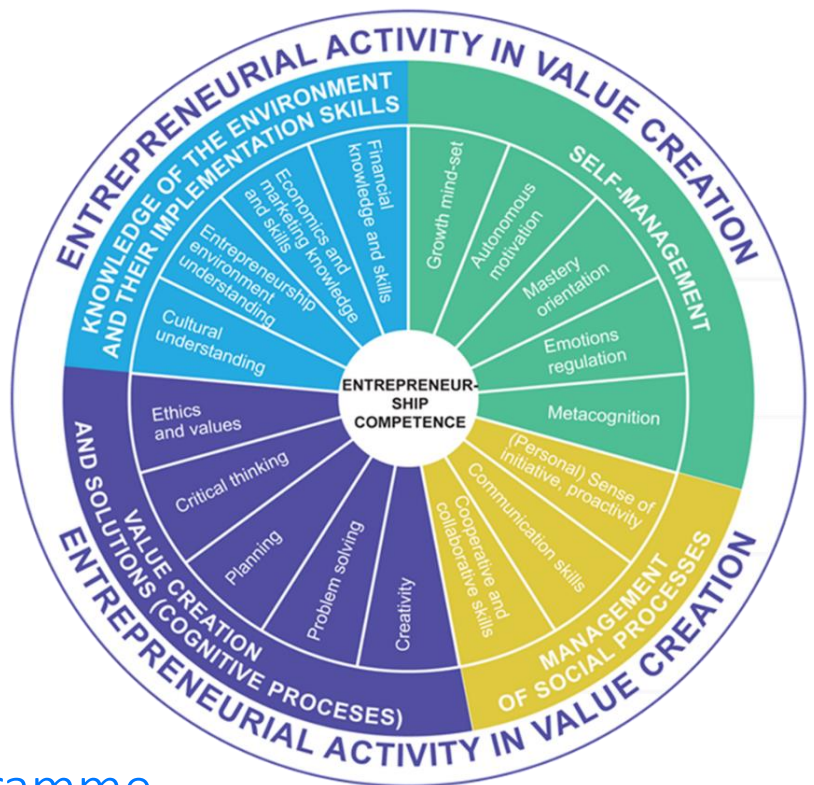 ENTREPRENEURIAL ACTIVITY IN VALUE CREATION
KNOWLEDGE OF THE ENVIRONMENT
AND THEIR IMPLEMENTATION SKILLS
Financial
knowledge and skills
Economics and
marketing knowledge
and skills
Entrepreneurship
environment
understanding
Cultural
understanding
SELF-MANAGEMENT
Growth mind-set
Autonomous
motivation
Mastery
orientation
Emotions
regulation
Metacognition
ENTREPRENEUR-
SHIP
COMPETENCE
MANAGEMENT
OF SOCIAL PROCESSES
(Personal) Sense of
initiative, proactivity
Communication skills
Cooperative and
collaborative skills
VALUE CREATION
AND SOLUTIONS (COGNITIVE PROCESES)
Ethics
and values
Critical thinking
Planning
Problem solving
Creativity
ENTREPRENEURIAL ACTIVITY IN VALUE CREATION